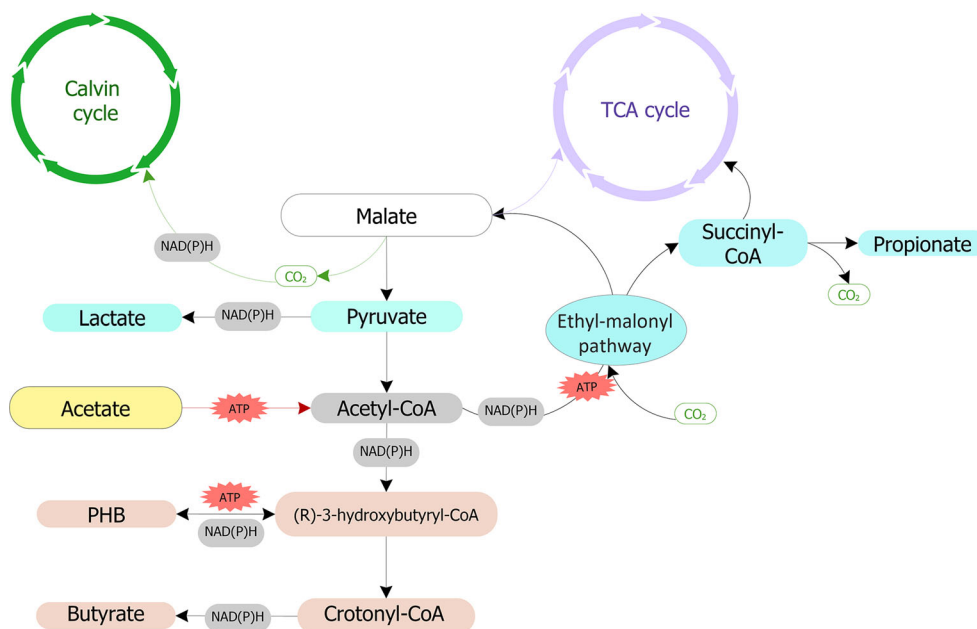 Calvin
cycle
TCA cycle
Malate
NAD(P)H
CO₂
Succinyl-
CoA
Propionate
CO₂
Lactate
NAD(P)H
Pyruvate
Ethyl-malonyl
pathway
Acetate
ATP
Acetyl-CoA
NAD(P)H
ATP
CO₂
NAD(P)H
PHB
ATP
NAD(P)H
(R)-3-hydroxybutyryl-CoA
Butyrate
NAD(P)H
Crotonyl-CoA